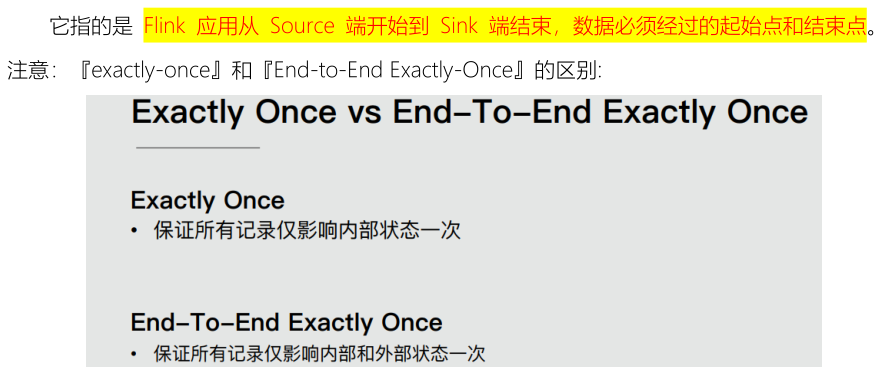 它指的是 Flink 应用从 Source 端开始到 Sink 端结束，数据必须经过的起始点和结束点。
注意：『exactly-once』和『End-to-End Exactly-Once』的区别:
Exactly Once vs End-To-End Exactly Once
Exactly Once
• 保证所有记录仅影响内部状态一次
End-To-End Exactly Once
• 保证所有记录仅影响内部和外部状态一次